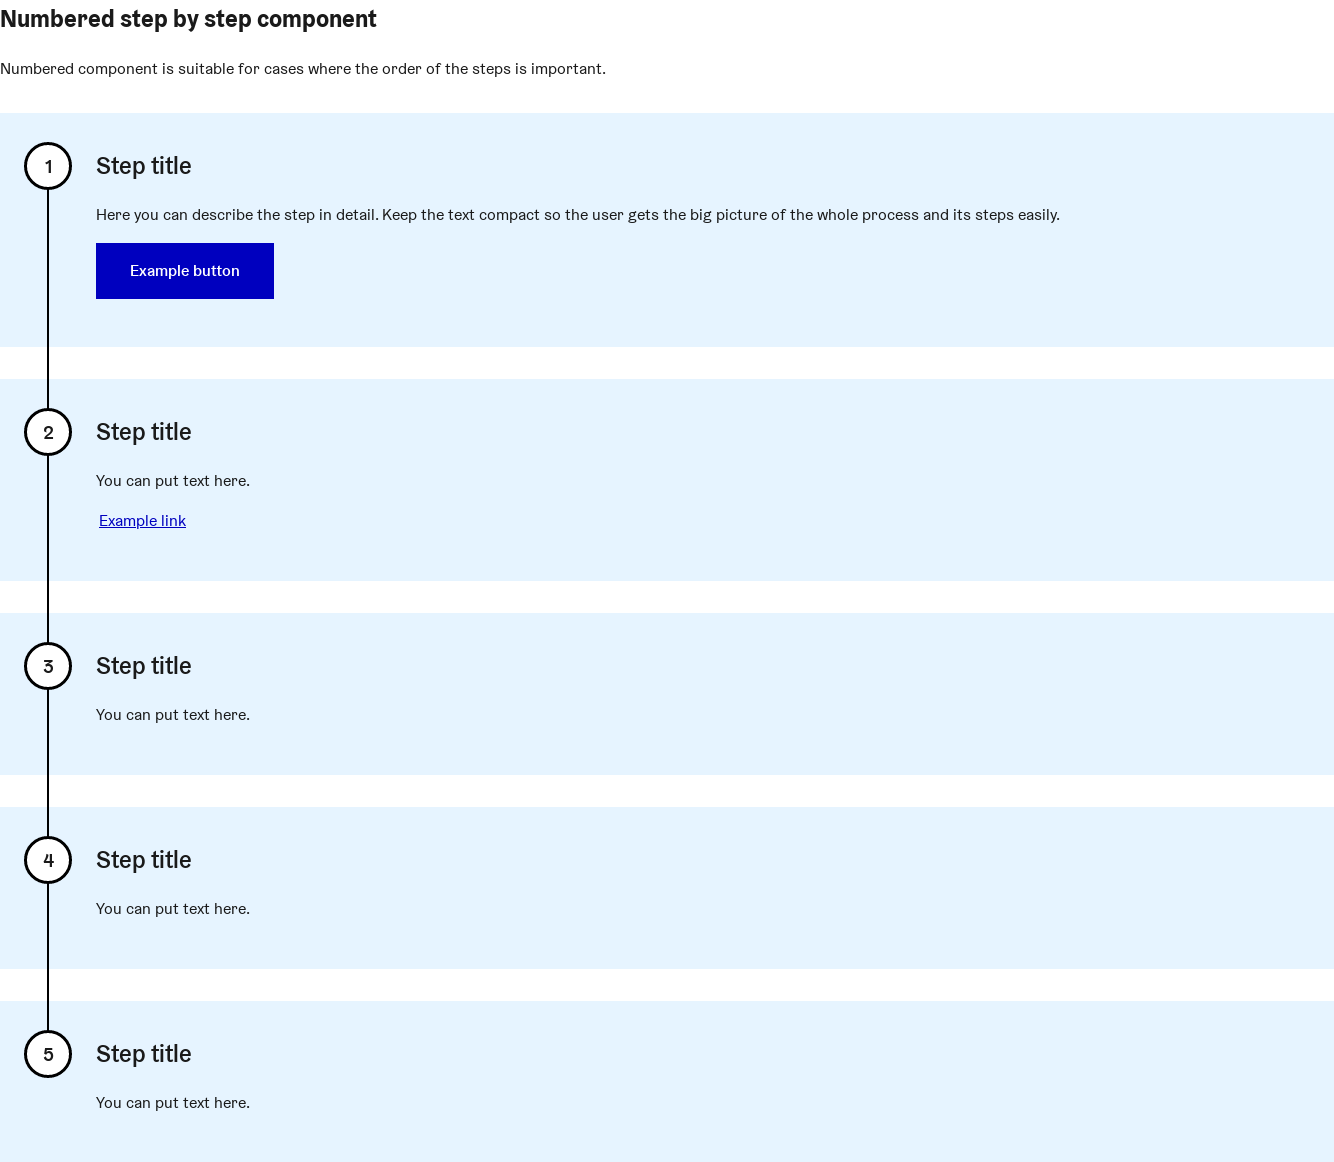 Numbered step by step component
Numbered component is suitable for cases where the order of the steps is important.
1
Step title
Here you can describe the step in detail. Keep the text compact so the user gets the big picture of the whole process and its steps easily.
Example button
2
Step title
You can put text here.
Example link
3
Step title
You can put text here.
4
Step title
You can put text here.
5
Step title
You can put text here.